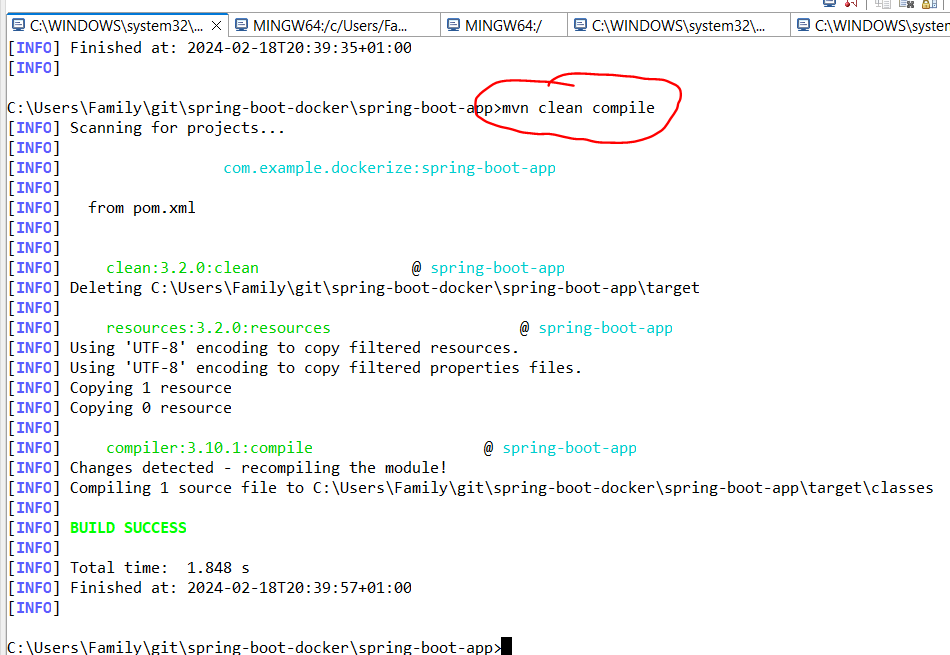 C:\WINDOWS\system32\... MINGW64:/c/Users/Fa... MINGW64:/ C:\WINDOWS\system32\... C:\WINDOWS\system
[INFO] Finished at: 2024-02-18T20:39:35+01:00
[INFO]
C:\Users\Family\git\spring-boot-docker\spring-boot-app>mvn clean compile
[INFO] Scanning for projects...
[INFO]
[INFO] com.example.dockerize:spring-boot-app
[INFO]
[INFO] from pom.xml
[INFO]
[INFO]
[INFO] clean:3.2.0:clean @ spring-boot-app
[INFO] Deleting C:\Users\Family\git\spring-boot-docker\spring-boot-app\target
[INFO]
[INFO] resources:3.2.0:resources @ spring-boot-app
[INFO] Using 'UTF-8' encoding to copy filtered resources.
[INFO] Using 'UTF-8' encoding to copy filtered properties files.
[INFO] Copying 1 resource
[INFO] Copying 0 resource
[INFO]
[INFO] compiler:3.10.1:compile @ spring-boot-app
[INFO] Changes detected - recompiling the module!
[INFO] Compiling 1 source file to C:\Users\Family\git\spring-boot-docker\spring-boot-app\target\classes
[INFO]
[INFO] BUILD SUCCESS
[INFO]
[INFO] Total time:  1.848 s
[INFO] Finished at: 2024-02-18T20:39:57+01:00
[INFO]
C:\Users\Family\git\spring-boot-docker\spring-boot-app>